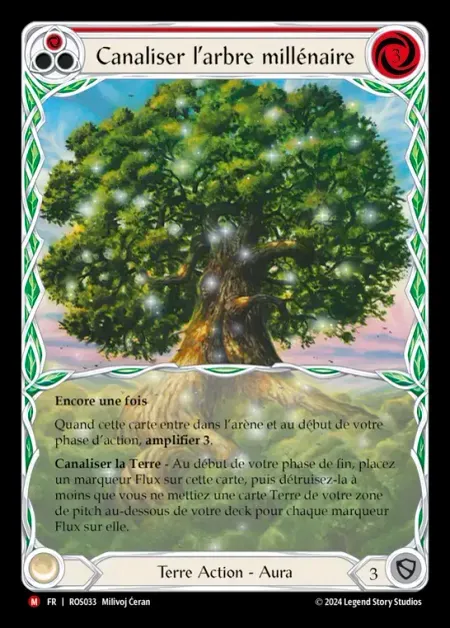 Canaliser l'arbre millénaire
3
Encore une fois
Quand cette carte entre dans l'arène et au début de votre
phase d'action, amplifier 3.
Canaliser la Terre - Au début de votre phase de fin, placez
un marqueur Flux sur cette carte, puis détruisez-la à
moins que vous ne mettiez une carte Terre de votre zone
de pitch au-dessous de votre deck pour chaque marqueur
Flux sur elle.
Terre Action - Aura
3
M FR | ROS033 Milivoj Ćeran
© 2024 Legend Story Studios